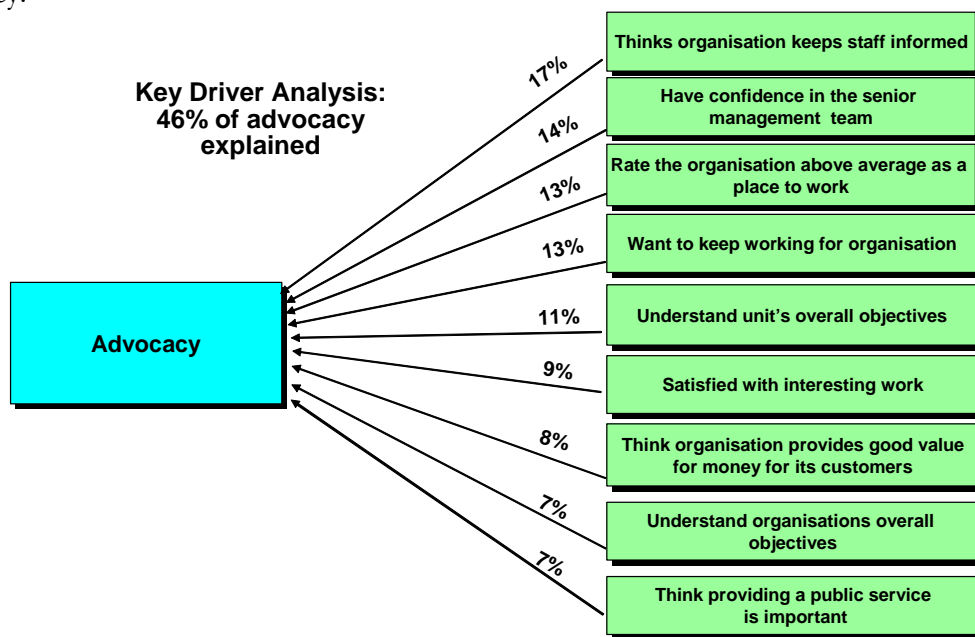 Key Driver Analysis:
46% of advocacy
explained
Advocacy
17%
Thinks organisation keeps staff informed
14%
Have confidence in the senior
management team
13%
Rate the organisation above average as a
place to work
13%
Want to keep working for organisation
11%
Understand unit's overall objectives
9%
Satisfied with interesting work
8%
Think organisation provides good value
for money for its customers
7%
Understand organisations overall
objectives
7%
Think providing a public service
is important